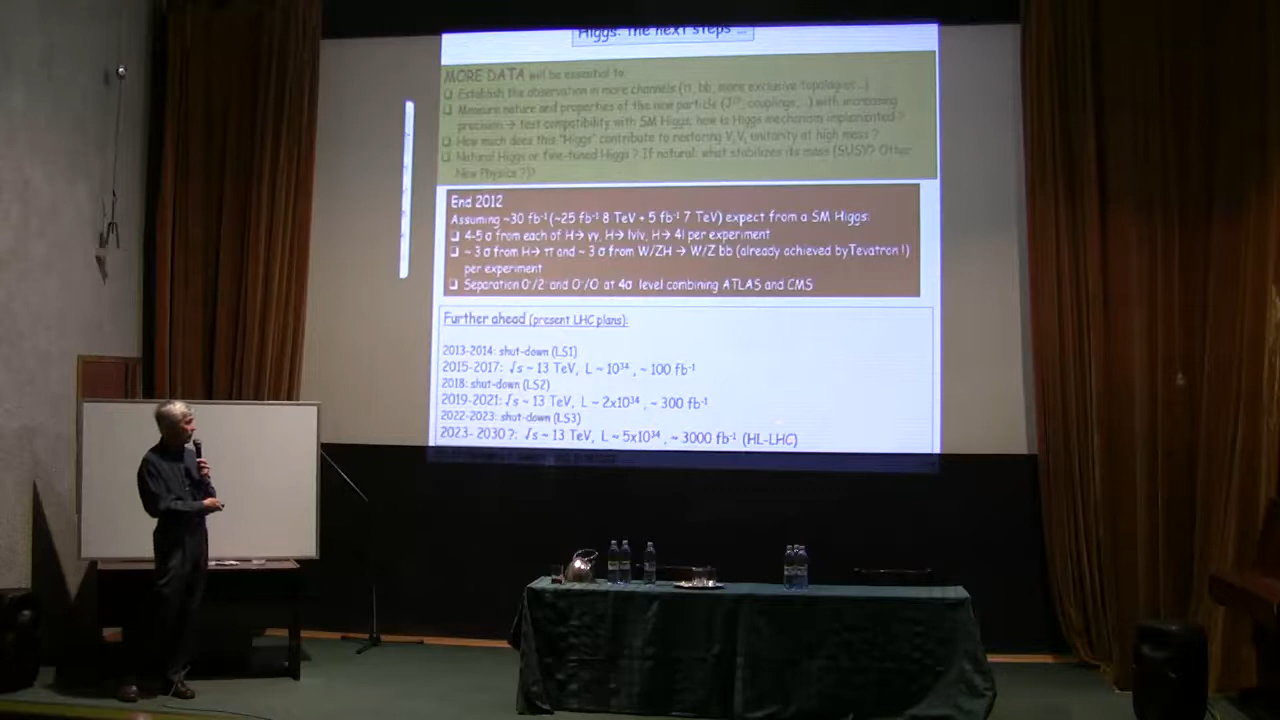 Higgs: The next steps …
MORE DATA will be essential to:
❑ Establish the observation in more channels (ττ, bb, more exclusive topologies ..)
❑ Measure nature and properties of the new particle (Jᴾᶜ, couplings, ..) with increasing
precision → test compatibility with SM Higgs; how is Higgs mechanism implemented ?
❑ How much does this "Higgs" contribute to restoring VLVL unitarity at high mass ?
❑ Natural Higgs or fine-tuned Higgs ? If natural: what stabilizes its mass (SUSY? Other
New Physics ?)?
End 2012
Assuming ~30 fb⁻¹ (~25 fb⁻¹ 8 TeV + 5 fb⁻¹ 7 TeV) expect from a SM Higgs:
❑ 4-5 σ from each of H→ γγ, H→ lνlν, H→ 4l per experiment
❑ ~ 3 σ from H→ ττ and ~ 3 σ from W/ZH → W/Z bb (already achieved by Tevatron !)
per experiment
❑ Separation 0⁺/2⁺ and 0⁺/0⁻ at 4σ level combining ATLAS and CMS
Further ahead (present LHC plans):
2013-2014: shut-down (LS1)
2015-2017: √s ~ 13 TeV, L ~ 10³⁴ , ~ 100 fb⁻¹
2018: shut-down (LS2)
2019-2021: √s ~ 13 TeV, L ~ 2x10³⁴ , ~ 300 fb⁻¹
2022-2023: shut-down (LS3)
2023- 2030 ?: √s ~ 13 TeV, L ~ 5x10³⁴ , ~ 3000 fb⁻¹ (HL-LHC)